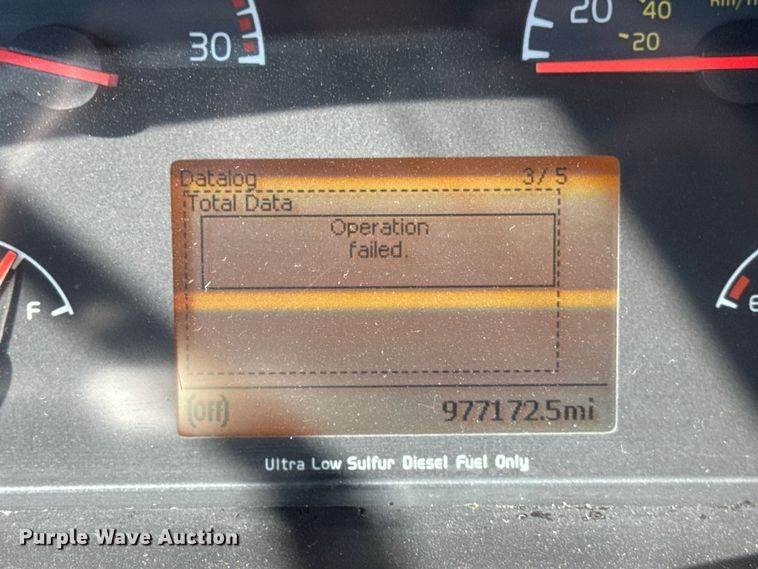 30
20
40
20
Datalog 3/5
Total Data
Operation
failed.
F
(Off) 977172.5mi
Ultra Low Sulfur Diesel Fuel Only
Purple Wave Auction